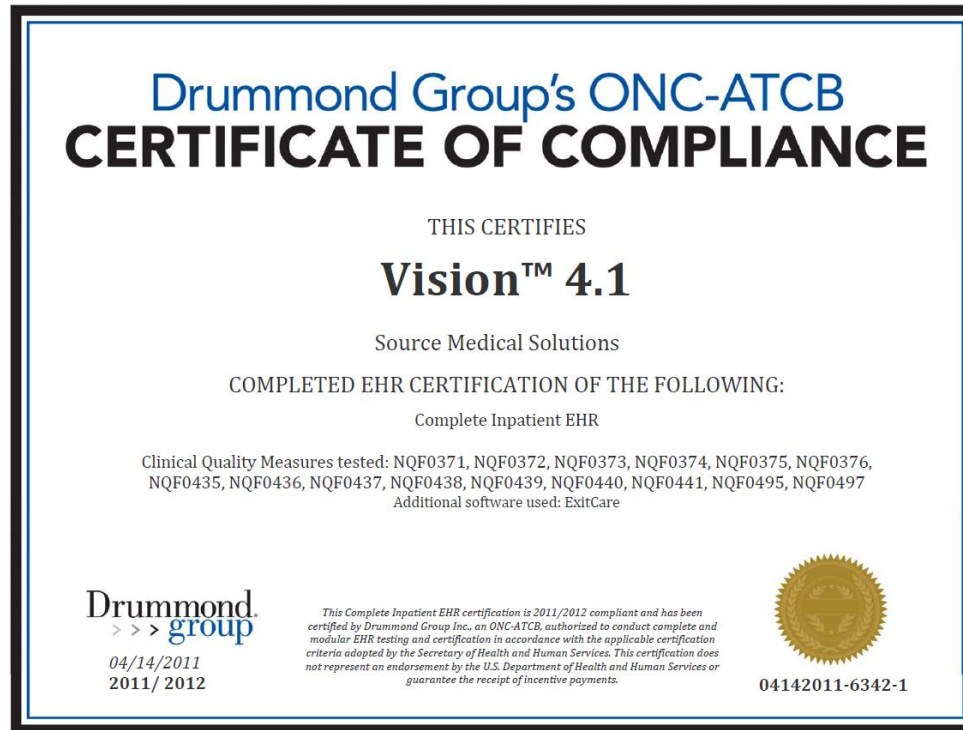 Drummond Group's ONC-ATCB
CERTIFICATE OF COMPLIANCE
THIS CERTIFIES
Vision™ 4.1
Source Medical Solutions
COMPLETED EHR CERTIFICATION OF THE FOLLOWING:
Complete Inpatient EHR
Clinical Quality Measures tested: NQF0371, NQF0372, NQF0373, NQF0374, NQF0375, NQF0376,
NQF0435, NQF0436, NQF0437, NQF0438, NQF0439, NQF0440, NQF0441, NQF0495, NQF0497
Additional software used: ExitCare
Drummond.
> > > group
04/14/2011
2011/ 2012
This Complete Inpatient EHR certification is 2011/2012 compliant and has been
certified by Drummond Group Inc., an ONC-ATCB, authorized to conduct complete and
modular EHR testing and certification in accordance with the applicable certification
criteria adopted by the Secretary of Health and Human Services. This certification does
not represent an endorsement by the U.S. Department of Health and Human Services or
guarantee the receipt of incentive payments.
04142011-6342-1